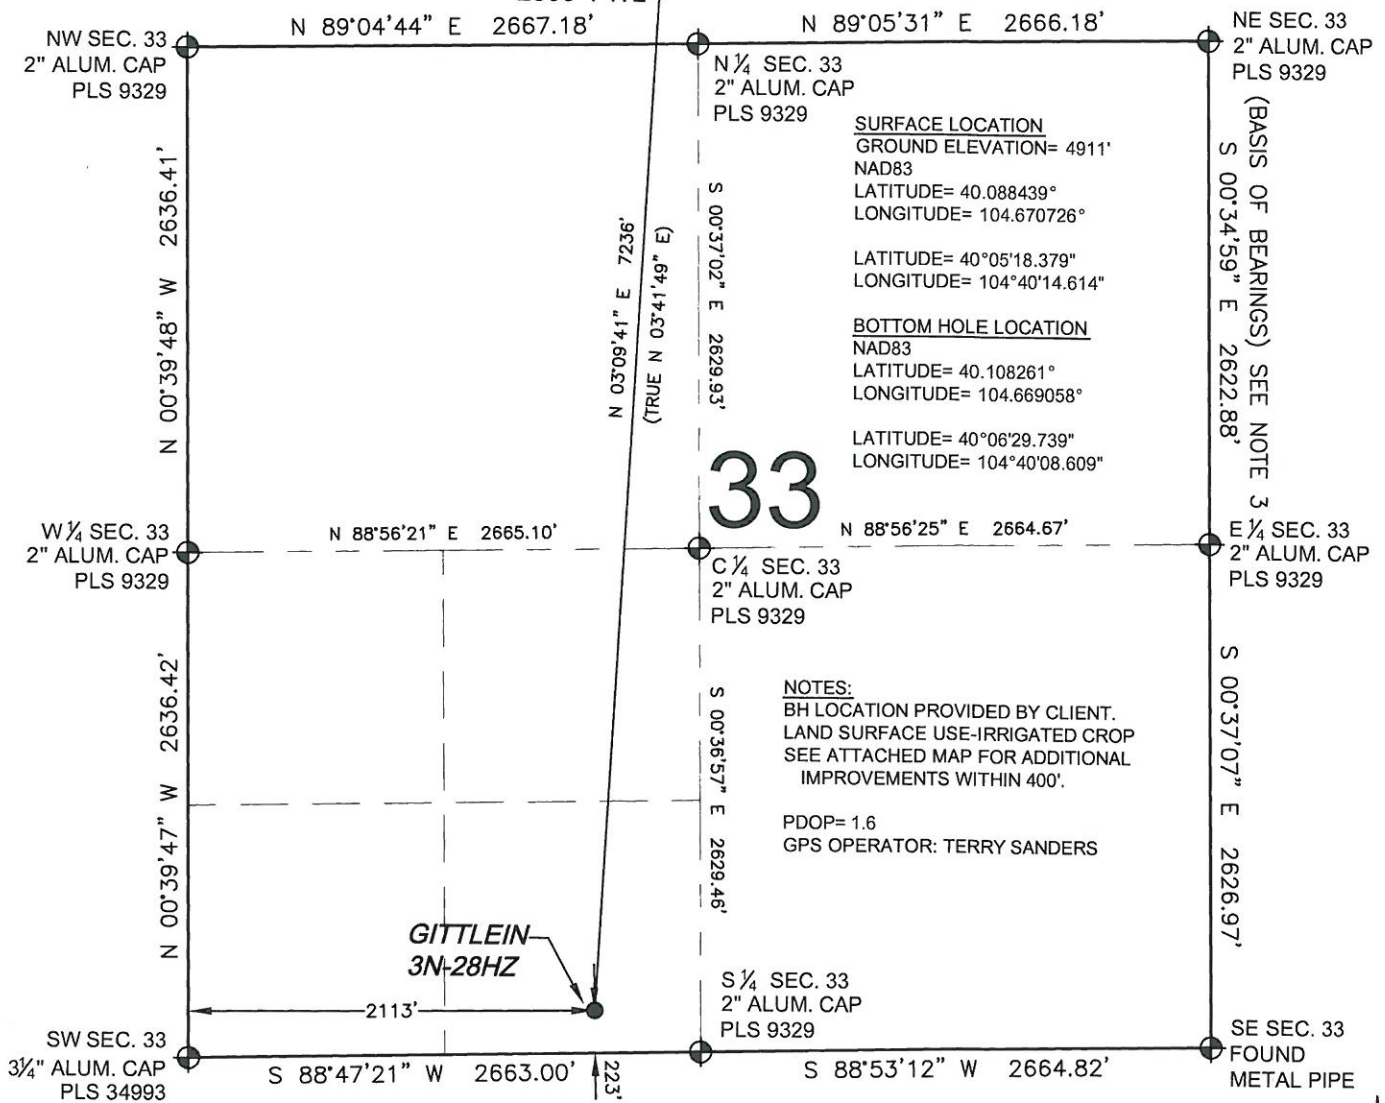 N 89°04'44" E 2667.18'
N 89°05'31" E 2666.18'
NW SEC. 33
2" ALUM. CAP
PLS 9329
N ¼ SEC. 33
2" ALUM. CAP
PLS 9329
NE SEC. 33
2" ALUM. CAP
PLS 9329
SURFACE LOCATION
GROUND ELEVATION= 4911'
NAD83
LATITUDE= 40.088439°
LONGITUDE= 104.670726°
LATITUDE= 40°05'18.379"
LONGITUDE= 104°40'14.614"
BOTTOM HOLE LOCATION
NAD83
LATITUDE= 40.108261°
LONGITUDE= 104.669058°
LATITUDE= 40°06'29.739"
LONGITUDE= 104°40'08.609"
N 00°39'48" W 2636.41'
N 03°09'41" E 7236'
(TRUE N 03°41'49" E)
S 00°37'02" E 2629.93'
S 00°34'59" E 2622.88'
(BASIS OF BEARINGS) SEE NOTE 3
33
W ¼ SEC. 33
2" ALUM. CAP
PLS 9329
N 88°56'21" E 2665.10'
N 88°56'25" E 2664.67'
C ¼ SEC. 33
2" ALUM. CAP
PLS 9329
E ¼ SEC. 33
2" ALUM. CAP
PLS 9329
N 00°39'47" W 2636.42'
S 00°36'57" E 2629.46'
S 00°37'07" E 2626.97'
NOTES:
BH LOCATION PROVIDED BY CLIENT.
LAND SURFACE USE-IRRIGATED CROP
SEE ATTACHED MAP FOR ADDITIONAL
IMPROVEMENTS WITHIN 400'.
PDOP= 1.6
GPS OPERATOR: TERRY SANDERS
GITTLEIN
3N-28HZ
2113'
223'
SW SEC. 33
3¼" ALUM. CAP
PLS 34993
S 88°47'21" W 2663.00'
S ¼ SEC. 33
2" ALUM. CAP
PLS 9329
S 88°53'12" W 2664.82'
SE SEC. 33
FOUND
METAL PIPE